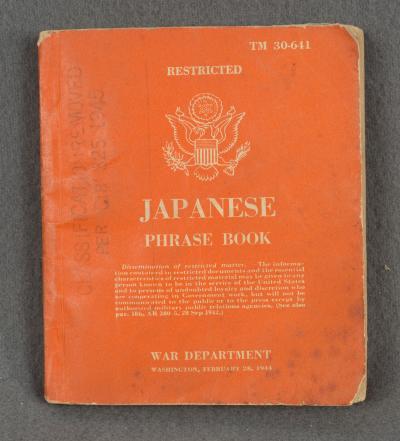 TM 30-641
RESTRICTED
JAPANESE
PHRASE BOOK
Dissemination of restricted matter. The informa-
tion contained in restricted documents and the essential
characteristics of restricted material may be given to any
person known to be in the service of the United States
and to persons of undoubted loyalty and discretion who
are cooperating in Government work, but will not be
communicated to the public or to the press except by
authorized military public relations agencies. (See also
par. 18b, AR 380-5, 28 Sep 1942.)
WAR DEPARTMENT
WASHINGTON, FEBRUARY 28, 1944
REMOVED
PER
1945